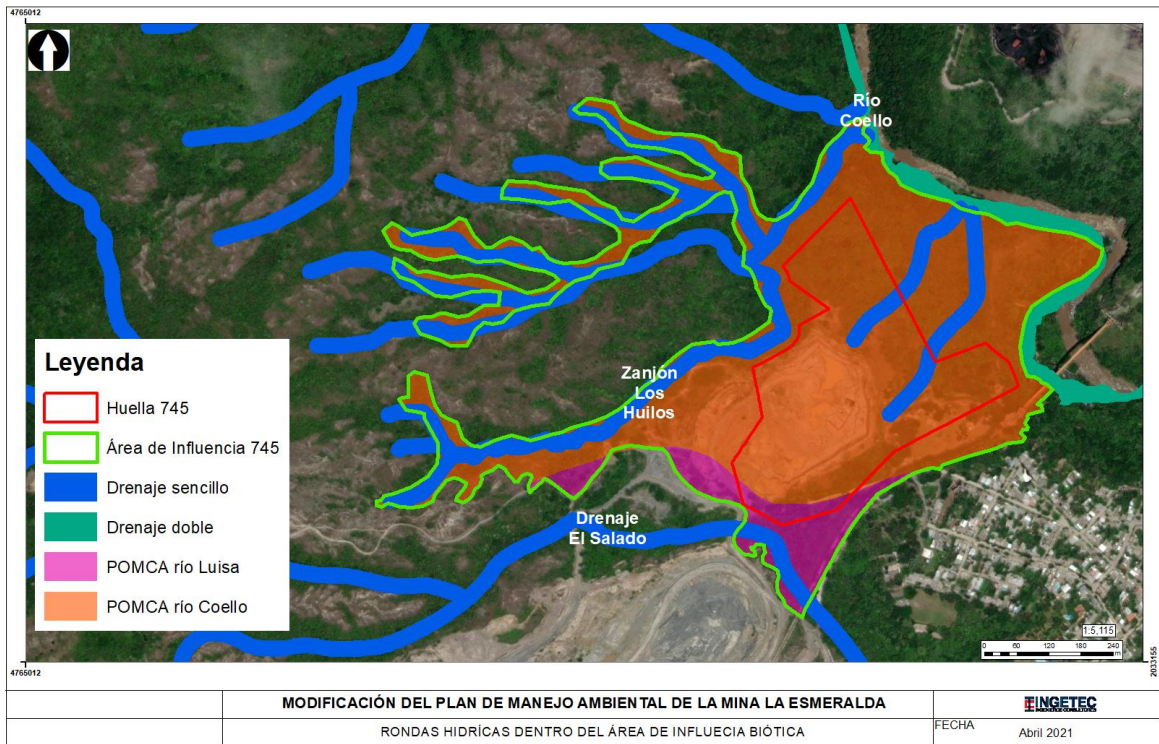 4765012
Río
Coello
Zanjón
Los
Huilos
Drenaje
El Salado
Leyenda
Huella 745
Área de Influencia 745
Drenaje sencillo
Drenaje doble
POMCA río Luisa
POMCA río Coello
1:5,115
0 60 120 180 240
m
4765012
2033155
MODIFICACIÓN DEL PLAN DE MANEJO AMBIENTAL DE LA MINA LA ESMERALDA
INGETEC
INGENIEROS CONSULTORES
RONDAS HIDRÍCAS DENTRO DEL ÁREA DE INFLUECIA BIÓTICA
FECHA
Abril 2021